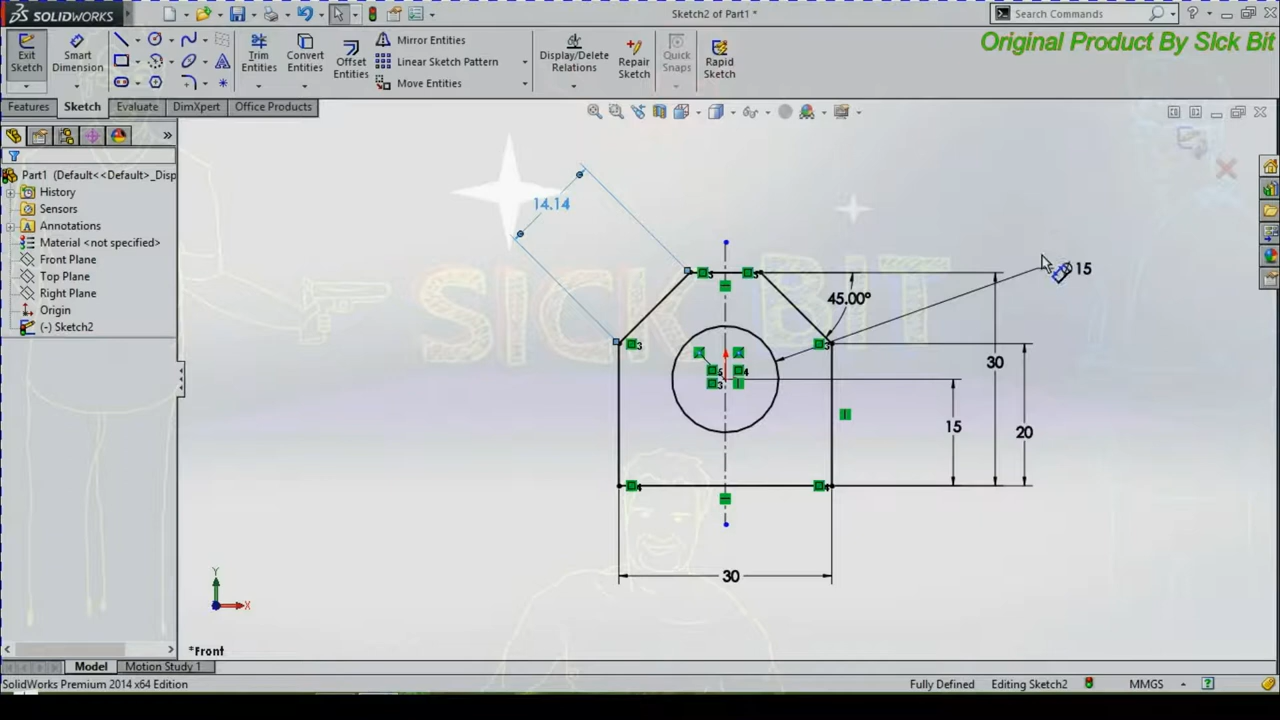 SOLIDWORKS
Sketch2 of Part1 *
Search Commands
Original Product By Sick Bit
Exit Sketch
Smart Dimension
Trim Entities
Convert Entities
Offset Entities
Mirror Entities
Linear Sketch Pattern
Move Entities
Display/Delete Relations
Repair Sketch
Quick Snaps
Rapid Sketch
Features
Sketch
Evaluate
DimXpert
Office Products
Part1 (Default<<Default>_Disp
History
Sensors
Annotations
Material <not specified>
Front Plane
Top Plane
Right Plane
Origin
(-) Sketch2
14.14
SICK BIT
45.00°
15
30
15
20
30
Y
X
*Front
Model
Motion Study 1
SolidWorks Premium 2014 x64 Edition
Fully Defined
Editing Sketch2
MMGS